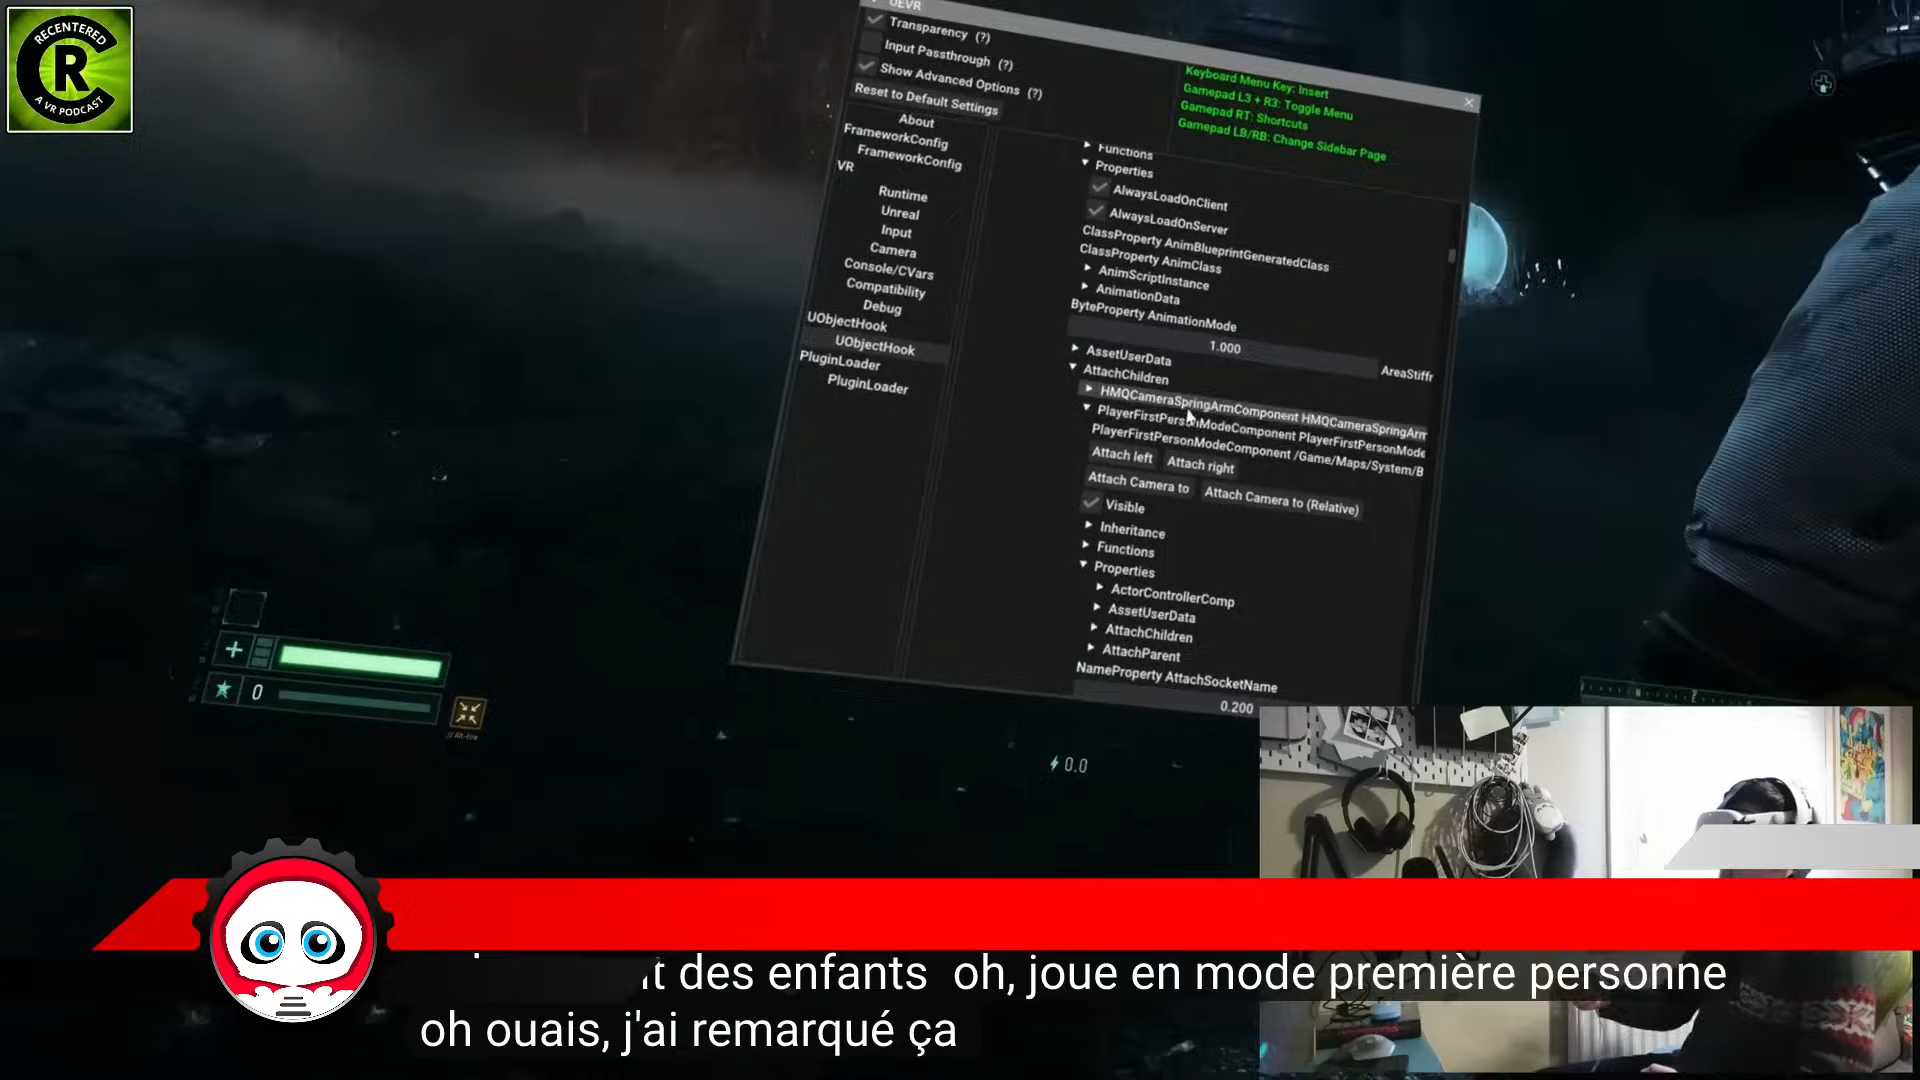 RECENTERED
R
A VR PODCAST
UEVR
Transparency (?)
Input Passthrough (?)
Show Advanced Options (?)
Reset to Default Settings
Keyboard Menu Key: Insert
Gamepad L3 + R3: Toggle Menu
Gamepad RT: Shortcuts
Gamepad LB/RB: Change Sidebar Page
About
FrameworkConfig
FrameworkConfig
VR
Runtime
Unreal
Input
Camera
Console/CVars
Compatibility
Debug
UObjectHook
UObjectHook
PluginLoader
PluginLoader
Functions
Properties
AlwaysLoadOnClient
AlwaysLoadOnServer
ClassProperty AnimBlueprintGeneratedClass
ClassProperty AnimClass
AnimScriptInstance
AnimationData
ByteProperty AnimationMode
1.000 AreaStiffr
AssetUserData
AttachChildren
HMQCameraSpringArmComponent HMQCameraSpringArm
PlayerFirstPersonModeComponent PlayerFirstPersonMode
PlayerFirstPersonModeComponent /Game/Maps/System/B
Attach left Attach right
Attach Camera to Attach Camera to (Relative)
Visible
Inheritance
Functions
Properties
ActorControllerComp
AssetUserData
AttachChildren
AttachParent
NameProperty AttachSocketName
0.200
0
0.0
t des enfants oh, joue en mode première personne
oh ouais, j'ai remarqué ça